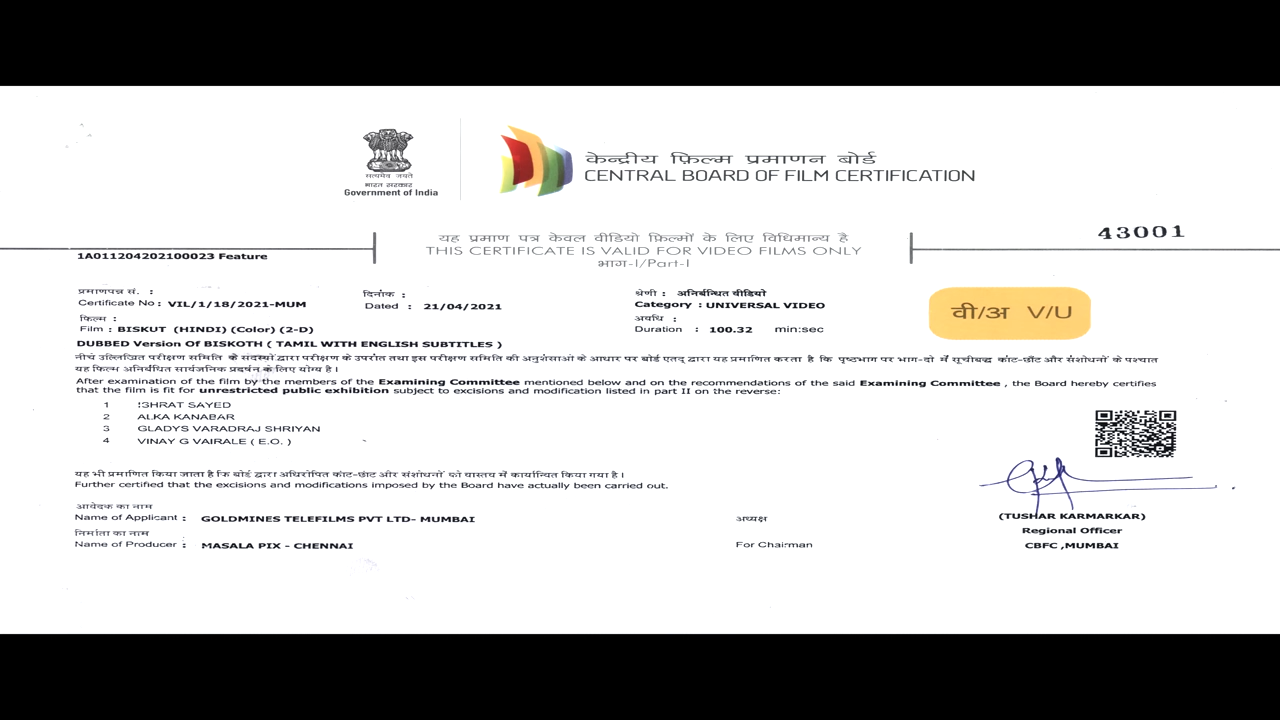 सत्यमेव जयते
भारत सरकार
Government of India
केन्द्रीय फ़िल्म प्रमाणन बोर्ड
CENTRAL BOARD OF FILM CERTIFICATION
43001
यह प्रमाण पत्र केवल वीडियो फ़िल्मों के लिए विधिमान्य है
THIS CERTIFICATE IS VALID FOR VIDEO FILMS ONLY
भाग-I/Part-I
1A011204202100023 Feature
प्रमाणपत्र सं. : दिनांक : श्रेणी : अनिर्बन्धित वीडियो
Certificate No : VIL/1/18/2021-MUM Dated : 21/04/2021 Category : UNIVERSAL VIDEO
वी/अ V/U
फिल्म : अवधि :
Film : BISKUT (HINDI) (Color) (2-D) Duration : 100.32 min:sec
DUBBED Version Of BISKOTH ( TAMIL WITH ENGLISH SUBTITLES )
नीचे उल्लिखित परीक्षण समिति के सदस्यों द्वारा परीक्षण के उपरांत तथा इस परीक्षण समिति की अनुशंसाओं के आधार पर बोर्ड एतद् द्वारा यह प्रमाणित करता है कि पृष्ठभाग पर भाग-दो में सूचीबद्ध काट-छाँट और संशोधनों के पश्चात
यह फिल्म अनिर्बंधित सार्वजनिक प्रदर्शन के लिए योग्य है।
After examination of the film by the members of the Examining Committee mentioned below and on the recommendations of the said Examining Committee , the Board hereby certifies
that the film is fit for unrestricted public exhibition subject to excisions and modification listed in part II on the reverse:
1 ISHRAT SAYED
2 ALKA KANABAR
3 GLADYS VARADRAJ SHRIYAN
4 VINAY G VAIRALE ( E.O. )
यह भी प्रमाणित किया जाता है कि बोर्ड द्वारा अधिरोपित काट-छाँट और संशोधनों को वास्तव में कार्यान्वित किया गया है।
Further certified that the excisions and modifications imposed by the Board have actually been carried out.
आवेदक का नाम
Name of Applicant : GOLDMINES TELEFILMS PVT LTD- MUMBAI
निर्माता का नाम
Name of Producer : MASALA PIX - CHENNAI
अध्यक्ष
For Chairman
(TUSHAR KARMARKAR)
Regional Officer
CBFC ,MUMBAI